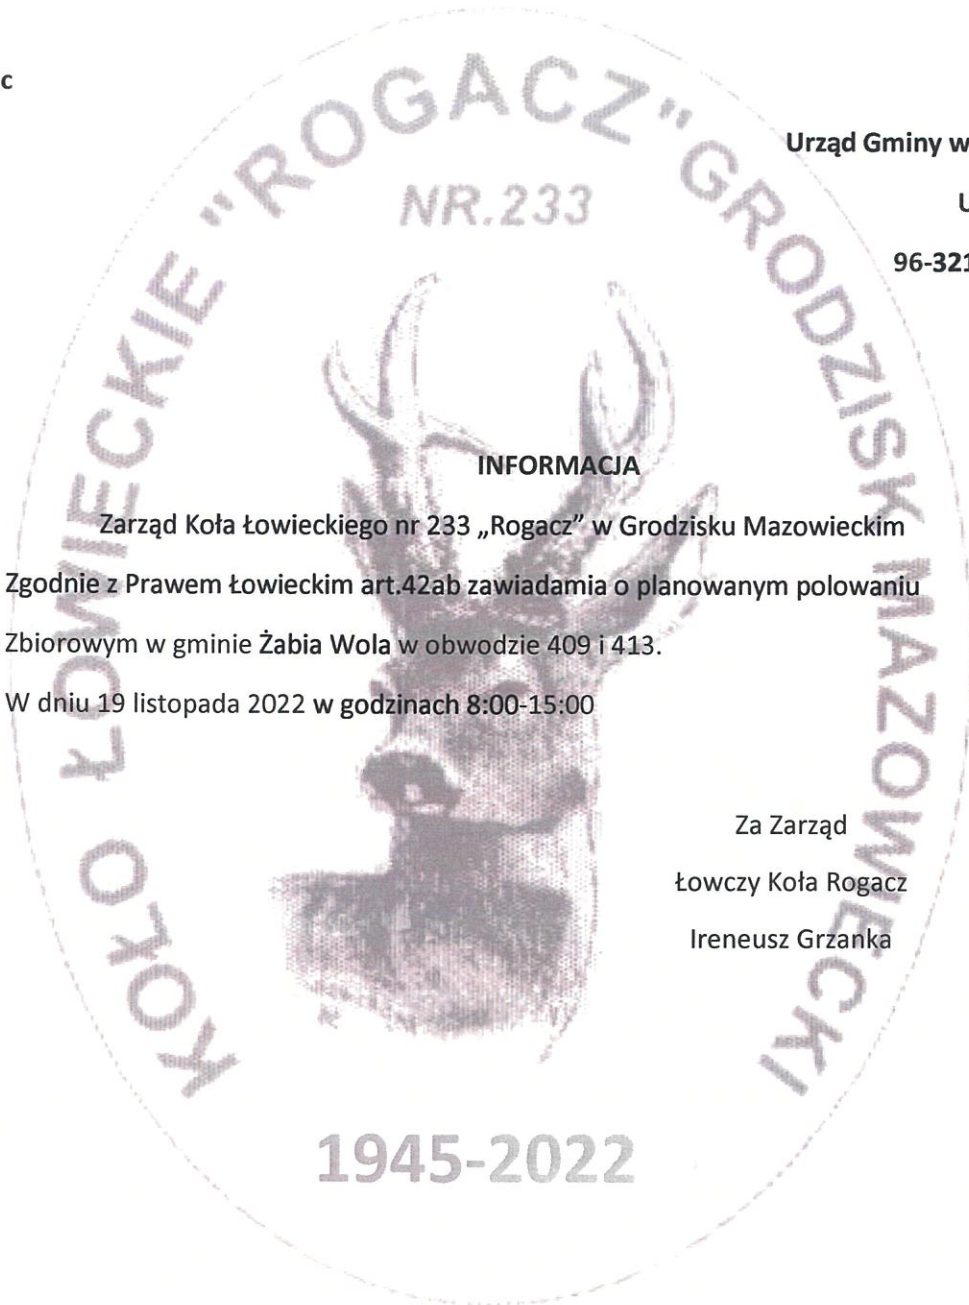 c
Urząd Gminy w
U
96-321
KOŁO ŁOWIECKIE "ROGACZ" GRODZISK MAZOWIECKI
NR.233
INFORMACJA
Zarząd Koła Łowieckiego nr 233 „Rogacz” w Grodzisku Mazowieckim
Zgodnie z Prawem Łowieckim art.42ab zawiadamia o planowanym polowaniu
Zbiorowym w gminie Żabia Wola w obwodzie 409 i 413.
W dniu 19 listopada 2022 w godzinach 8:00-15:00
Za Zarząd
Łowczy Koła Rogacz
Ireneusz Grzanka
1945-2022